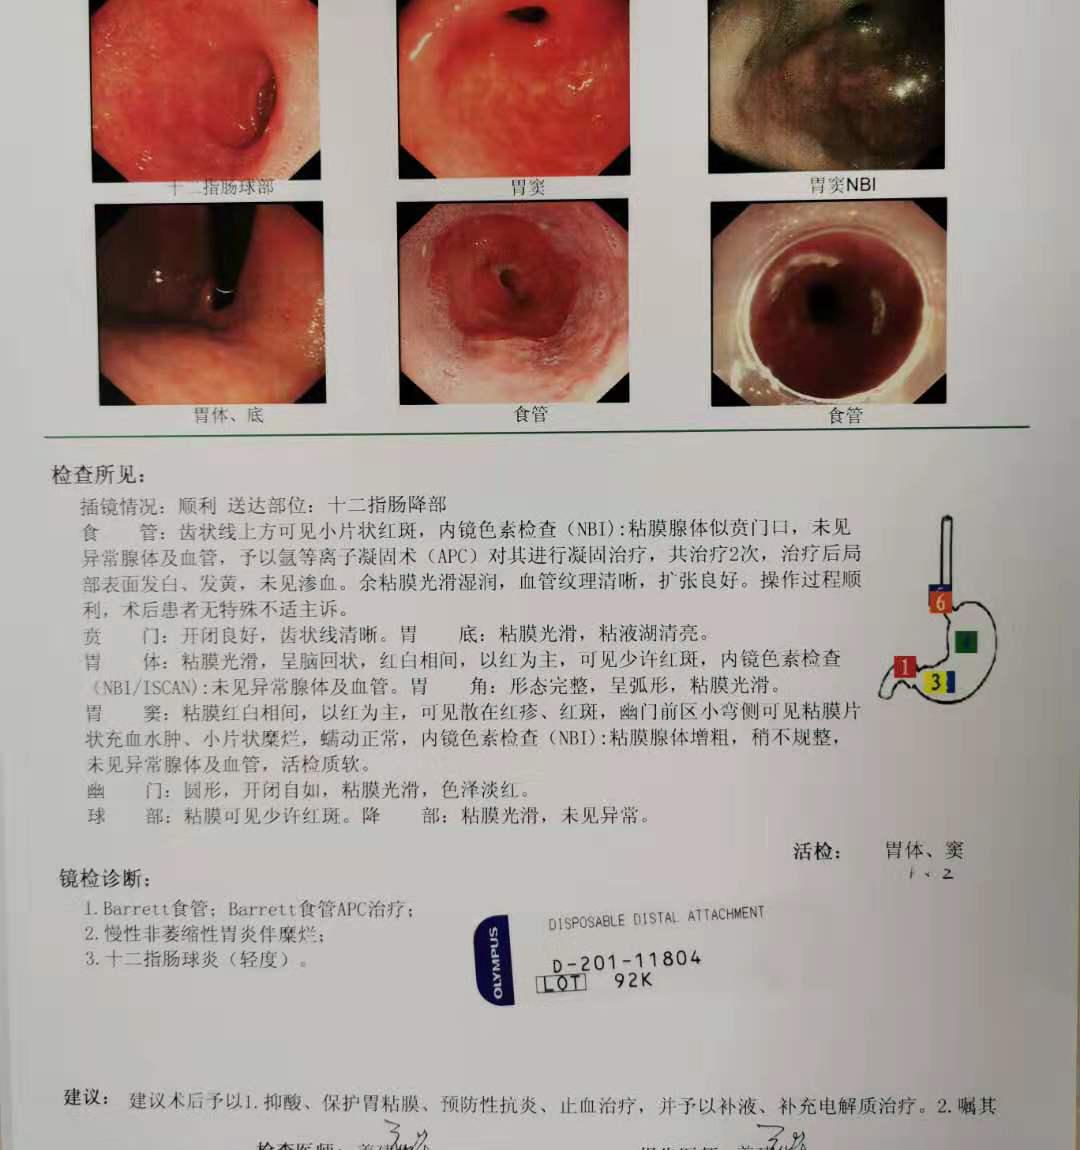 十二指肠球部
胃窦
胃窦NBI
胃体、底
食管
食管
检查所见：
插镜情况：顺利 送达部位：十二指肠降部
食 管：齿状线上方可见小片状红斑，内镜色素检查（NBI）:粘膜腺体似贲门口，未见
异常腺体及血管，予以氩等离子凝固术（APC）对其进行凝固治疗，共治疗2次，治疗后局
部表面发白、发黄，未见渗血。余粘膜光滑湿润，血管纹理清晰，扩张良好。操作过程顺
利，术后患者无特殊不适主诉。
贲 门：开闭良好，齿状线清晰。胃 底：粘膜光滑，粘液湖清亮。
胃 体：粘膜光滑，呈脑回状，红白相间，以红为主，可见少许红斑，内镜色素检查
（NBI/ISCAN）:未见异常腺体及血管。胃 角：形态完整，呈弧形，粘膜光滑。
胃 窦：粘膜红白相间，以红为主，可见散在红疹、红斑，幽门前区小弯侧可见粘膜片
状充血水肿、小片状糜烂，蠕动正常，内镜色素检查（NBI）:粘膜腺体增粗，稍不规整，
未见异常腺体及血管，活检质软。
幽 门：圆形，开闭自如，粘膜光滑，色泽淡红。
球 部：粘膜可见少许红斑。降 部：粘膜光滑，未见异常。
6
4
1
3
活检： 胃体、窦
1、2
镜检诊断：
1.Barrett食管；Barrett食管APC治疗；
2.慢性非萎缩性胃炎伴糜烂；
3.十二指肠球炎（轻度）。
OLYMPUS
DISPOSABLE DISTAL ATTACHMENT
D-201-11804
LOT 92K
建议： 建议术后予以1.抑酸、保护胃粘膜、预防性抗炎、止血治疗，并予以补液、补充电解质治疗。2.嘱其
检查医师：